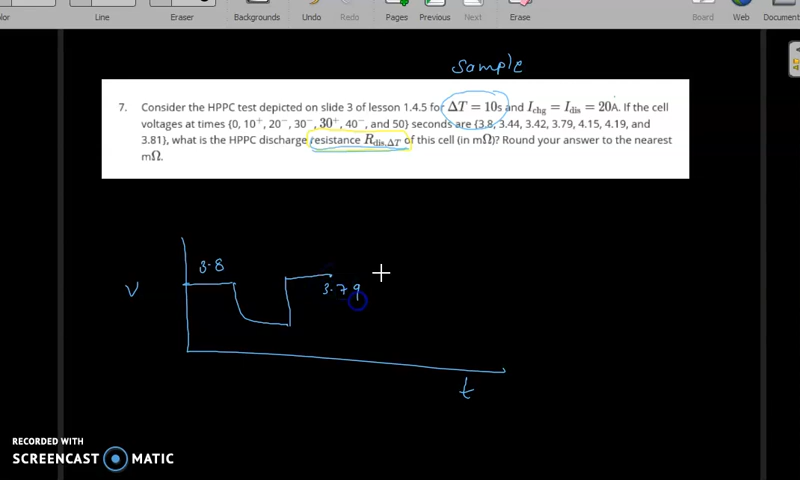 Line
Eraser
Backgrounds
Undo
Redo
Pages
Previous
Next
Erase
Board
Web
Document
sample
7. Consider the HPPC test depicted on slide 3 of lesson 1.4.5 for ΔT = 10s and I_chg = I_dis = 20A. If the cell
voltages at times {0, 10⁺, 20⁻, 30⁻, 30⁺, 40⁻, and 50} seconds are {3.8, 3.44, 3.42, 3.79, 4.15, 4.19, and
3.81}, what is the HPPC discharge resistance R_dis,ΔT of this cell (in mΩ)? Round your answer to the nearest
mΩ.
3.8
V
3.79
t
RECORDED WITH
SCREENCAST MATIC